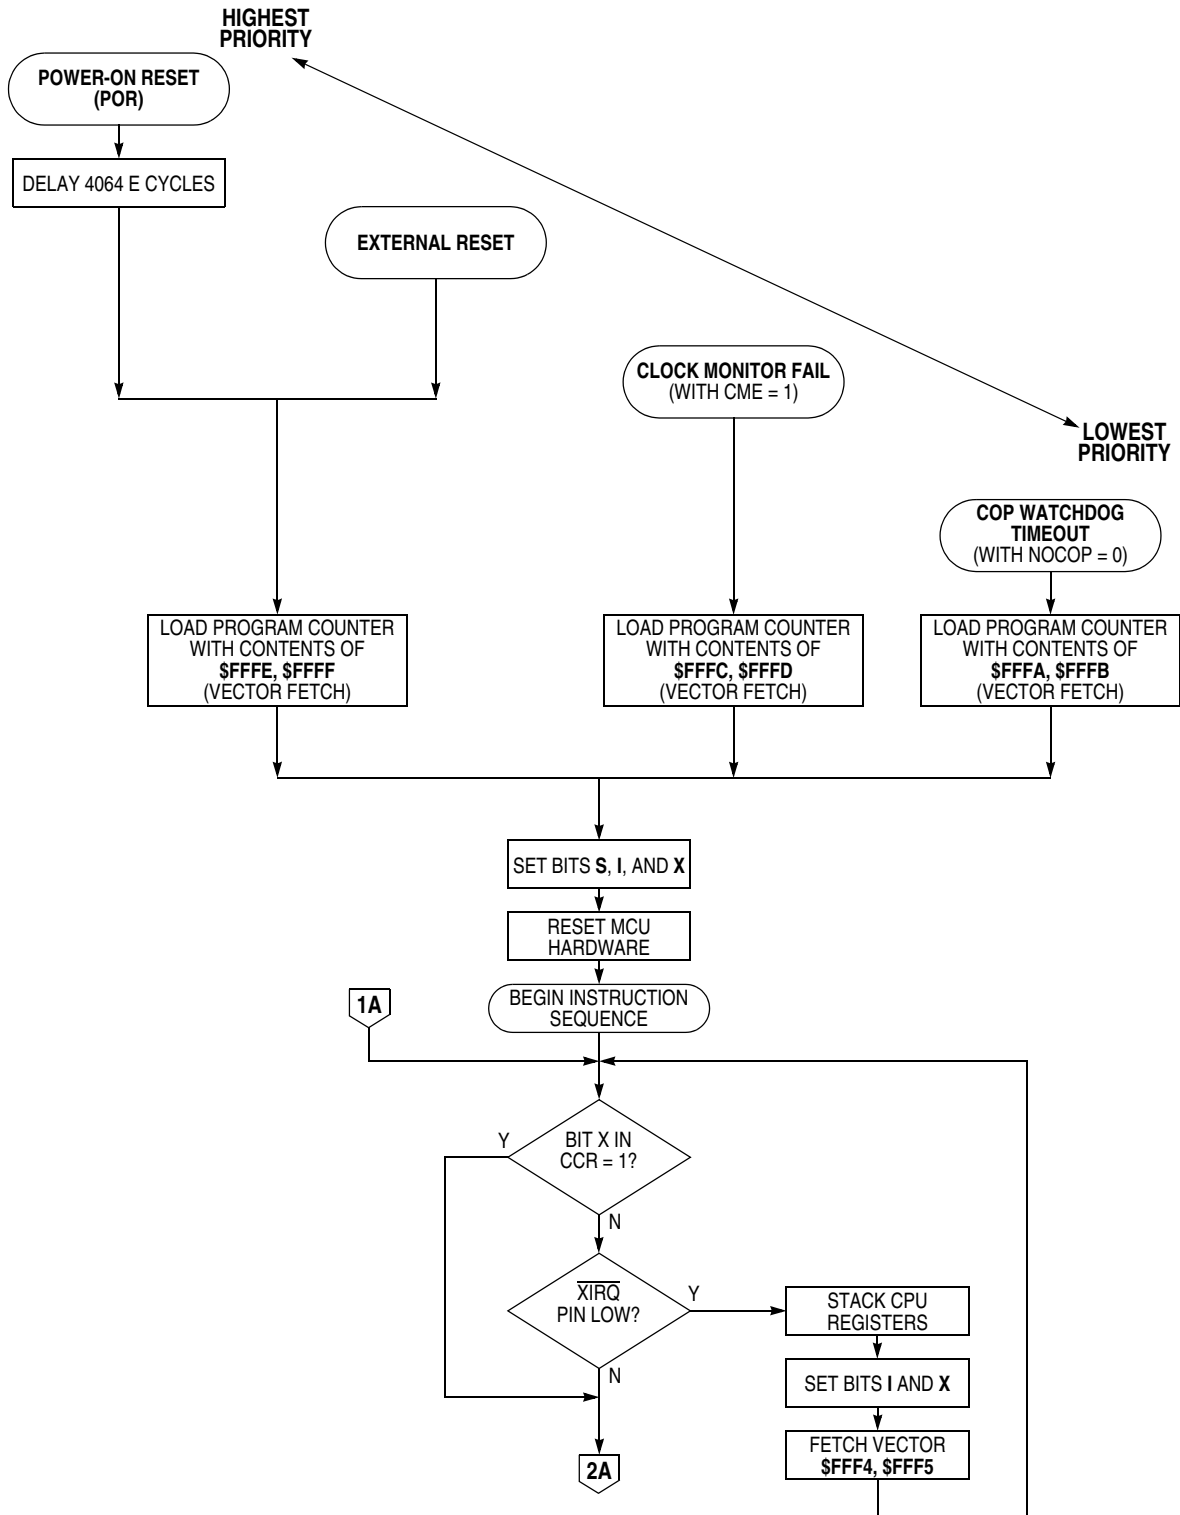 HIGHEST
PRIORITY
POWER-ON RESET
(POR)
DELAY 4064 E CYCLES
EXTERNAL RESET
CLOCK MONITOR FAIL
(WITH CME = 1)
LOWEST
PRIORITY
COP WATCHDOG
TIMEOUT
(WITH NOCOP = 0)
LOAD PROGRAM COUNTER
WITH CONTENTS OF
$FFFE, $FFFF
(VECTOR FETCH)
LOAD PROGRAM COUNTER
WITH CONTENTS OF
$FFFC, $FFFD
(VECTOR FETCH)
LOAD PROGRAM COUNTER
WITH CONTENTS OF
$FFFA, $FFFB
(VECTOR FETCH)
SET BITS S, I, AND X
RESET MCU
HARDWARE
BEGIN INSTRUCTION
SEQUENCE
1A
BIT X IN
CCR = 1?
Y
N
XIRQ
PIN LOW?
Y
N
STACK CPU
REGISTERS
SET BITS I AND X
FETCH VECTOR
$FFF4, $FFF5
2A